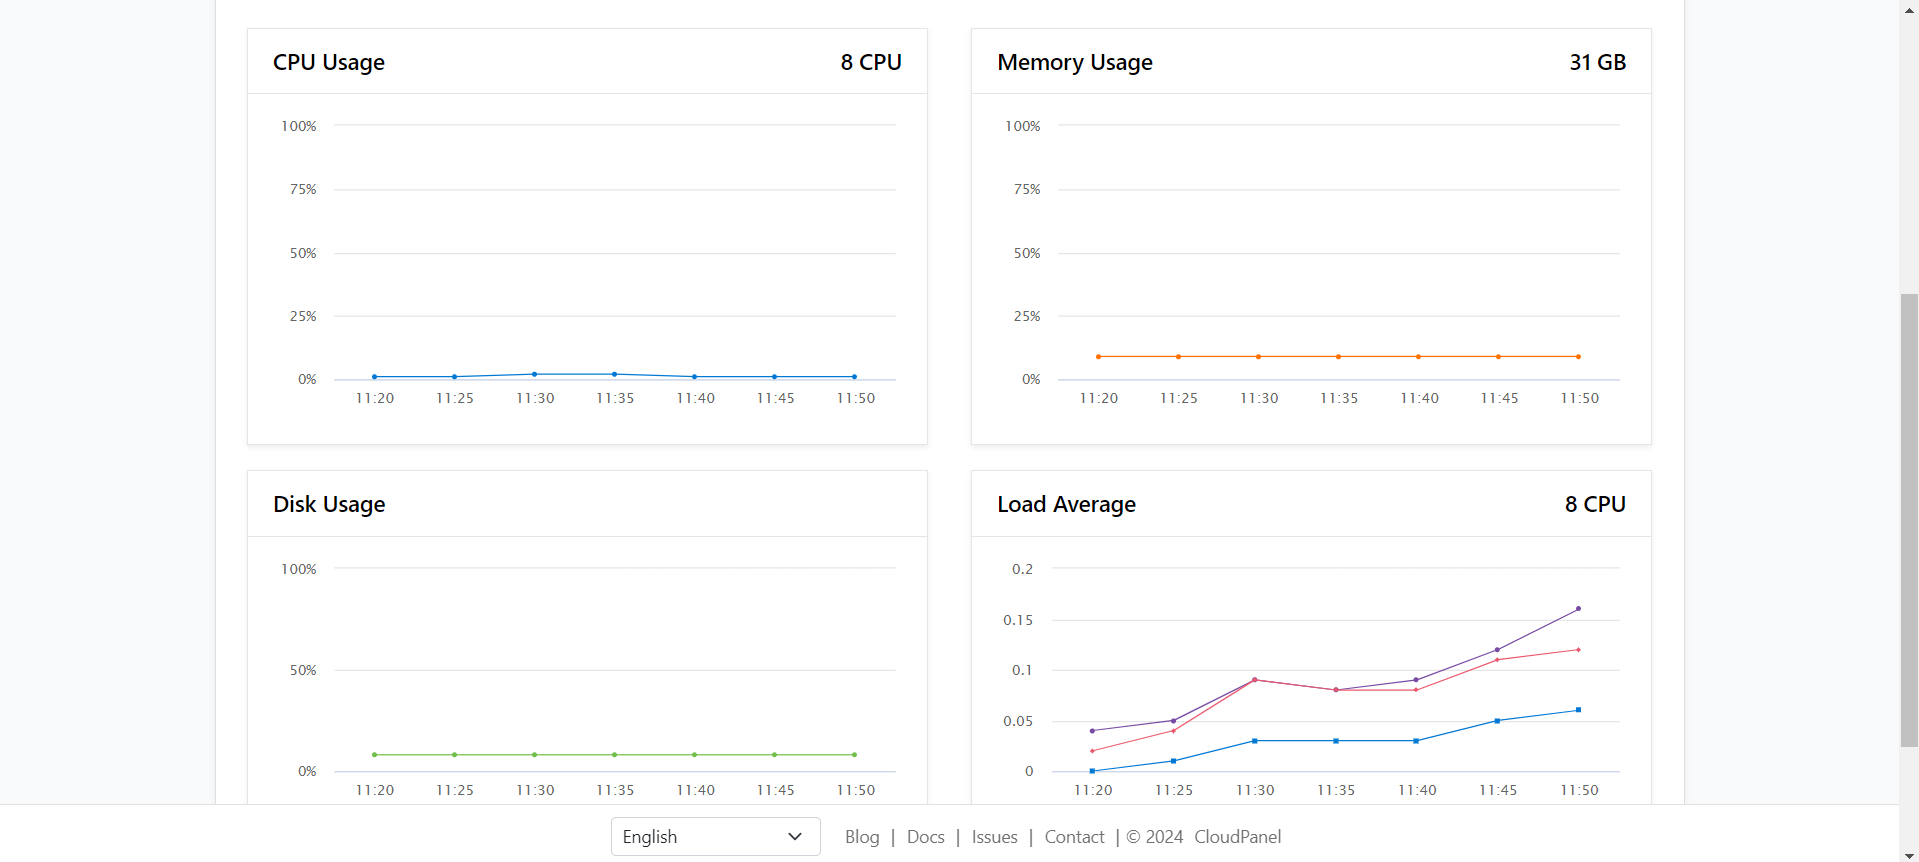 CPU Usage 8 CPU
100%
75%
50%
25%
0%
11:20 11:25 11:30 11:35 11:40 11:45 11:50
Memory Usage 31 GB
100%
75%
50%
25%
0%
11:20 11:25 11:30 11:35 11:40 11:45 11:50
Disk Usage
100%
50%
0%
11:20 11:25 11:30 11:35 11:40 11:45 11:50
Load Average 8 CPU
0.2
0.15
0.1
0.05
0
11:20 11:25 11:30 11:35 11:40 11:45 11:50
English Blog | Docs | Issues | Contact | © 2024 CloudPanel